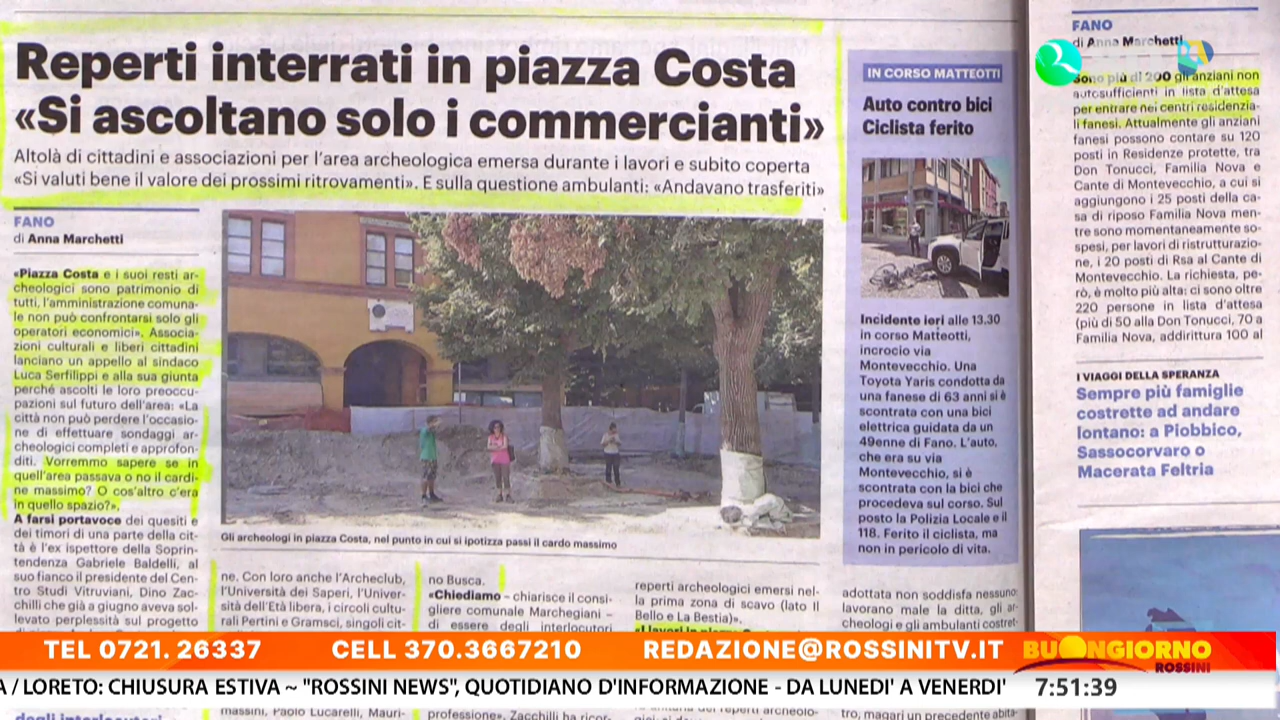 Reperti interrati in piazza Costa
«Si ascoltano solo i commercianti»
Altolà di cittadini e associazioni per l'area archeologica emersa durante i lavori e subito coperta
«Si valuti bene il valore dei prossimi ritrovamenti». E sulla questione ambulanti: «Andavano trasferiti»
FANO
di Anna Marchetti
«Piazza Costa e i suoi resti ar-
cheologici sono patrimonio di
tutti, l'amministrazione comuna-
le non può confrontarsi solo gli
operatori economici». Associa-
zioni culturali e liberi cittadini
lanciano un appello al sindaco
Luca Serfilippi e alla sua giunta
perché ascolti le loro preoccu-
pazioni sul futuro dell'area: «La
città non può perdere l'occasio-
ne di effettuare sondaggi ar-
cheologici completi e approfon-
diti. Vorremmo sapere se in
quell'area passava o no il cardi-
ne massimo? O cos'altro c'era
in quello spazio?».
A farsi portavoce dei quesiti e
dei timori di una parte della cit-
tà è l'ex ispettore della Soprin-
tendenza Gabriele Baldelli, al
suo fianco il presidente del Cen-
tro Studi Vitruviani, Dino Zac-
chilli che già a giugno aveva sol-
levato perplessità sul progetto
Gli archeologi in piazza Costa, nel punto in cui si ipotizza passi il cardo massimo
ne. Con loro anche l'Archeclub,
l'Università dei Saperi, l'Univer-
sità dell'Età libera, i circoli cultu-
rali Pertini e Gramsci, singoli cit-
massini, Paolo Lucarelli, Mauri-
no Busca.
«Chiediamo – chiarisce il consi-
gliere comunale Marchegiani –
di essere degli interlocutori
professione». Zacchilli ha ricor-
reperti archeologici emersi nel-
la prima zona di scavo (lato Il
Bello e La Bestia)».
«I lavori in piazza
dei reperti archeolo-
adottata non soddisfa nessuno:
lavorano male la ditta, gli ar-
cheologi e gli ambulanti costret-
tro, magari un precedente abita-
IN CORSO MATTEOTTI
Auto contro bici
Ciclista ferito
Incidente ieri alle 13.30
in corso Matteotti,
incrocio via
Montevecchio. Una
Toyota Yaris condotta da
una fanese di 63 anni si è
scontrata con una bici
elettrica guidata da un
49enne di Fano. L'auto,
che era su via
Montevecchio, si è
scontrata con la bici che
procedeva sul corso. Sul
posto la Polizia Locale e il
118. Ferito il ciclista, ma
non in pericolo di vita.
FANO
di Anna Marchetti
Sono più di 200 gli anziani non
autosufficienti in lista d'attesa
per entrare nei centri residenzia-
li fanesi. Attualmente gli anziani
fanesi possono contare su 120
posti in Residenze protette, tra
Don Tonucci, Familia Nova e
Cante di Montevecchio, a cui si
aggiungono i 25 posti della ca-
sa di riposo Familia Nova men-
tre sono momentaneamente so-
spesi, per lavori di ristrutturazio-
ne, i 20 posti di Rsa al Cante di
Montevecchio. La richiesta, pe-
rò, è molto più alta: ci sono oltre
220 persone in lista d'attesa
(più di 50 alla Don Tonucci, 70 a
Familia Nova, addirittura 100 al
I VIAGGI DELLA SPERANZA
Sempre più famiglie
costrette ad andare
lontano: a Piobbico,
Sassocorvaro o
Macerata Feltria
degli interlocutori
TEL 0721. 26337 CELL 370.3667210 REDAZIONE@ROSSINITV.IT BUONGIORNO
ROSSINI
A / LORETO: CHIUSURA ESTIVA ~ "ROSSINI NEWS", QUOTIDIANO D'INFORMAZIONE - DA LUNEDI' A VENERDI' 7:51:39